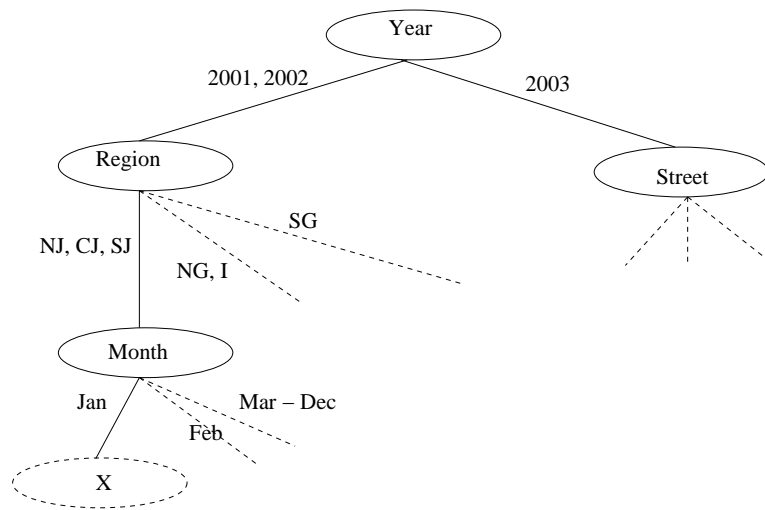 Year
2001, 2002
2003
Region
Street
SG
NJ, CJ, SJ
NG, I
Month
Jan
Mar – Dec
Feb
X